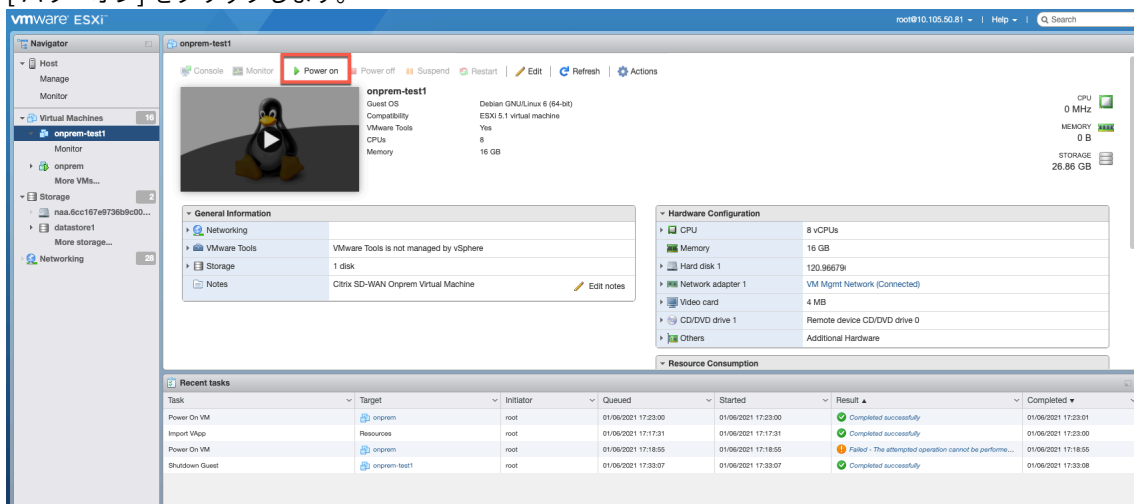 vmware ESXi
root@10.105.50.81 | Help | Search
Navigator
Host
Manage
Monitor
Virtual Machines 16
onprem-test1
Monitor
onprem
More VMs...
Storage 2
naa.6cc167e9736b9c00...
datastore1
More storage...
Networking 28
onprem-test1
Console Monitor Power on Power off Suspend Restart Edit Refresh Actions
onprem-test1
Guest OS Debian GNU/Linux 6 (64-bit)
Compatibility ESXi 5.1 virtual machine
VMware Tools Yes
CPUs 8
Memory 16 GB
CPU
0 MHz
MEMORY
0 B
STORAGE
26.86 GB
General Information
Networking
VMware Tools VMware Tools is not managed by vSphere
Storage 1 disk
Notes Citrix SD-WAN Onprem Virtual Machine Edit notes
Hardware Configuration
CPU 8 vCPUs
Memory 16 GB
Hard disk 1 120.96679
Network adapter 1 VM Mgmt Network (Connected)
Video card 4 MB
CD/DVD drive 1 Remote device CD/DVD drive 0
Others Additional Hardware
Resource Consumption
Recent tasks
Task Target Initiator Queued Started Result Completed
Power On VM onprem root 01/06/2021 17:23:00 01/06/2021 17:23:00 Completed successfully 01/06/2021 17:23:01
Import VApp Resources root 01/06/2021 17:17:31 01/06/2021 17:17:31 Completed successfully 01/06/2021 17:23:00
Power On VM onprem root 01/06/2021 17:18:55 01/06/2021 17:18:55 Failed - The attempted operation cannot be performe... 01/06/2021 17:18:55
Shutdown Guest onprem-test1 root 01/06/2021 17:33:07 01/06/2021 17:33:07 Completed successfully 01/06/2021 17:33:08